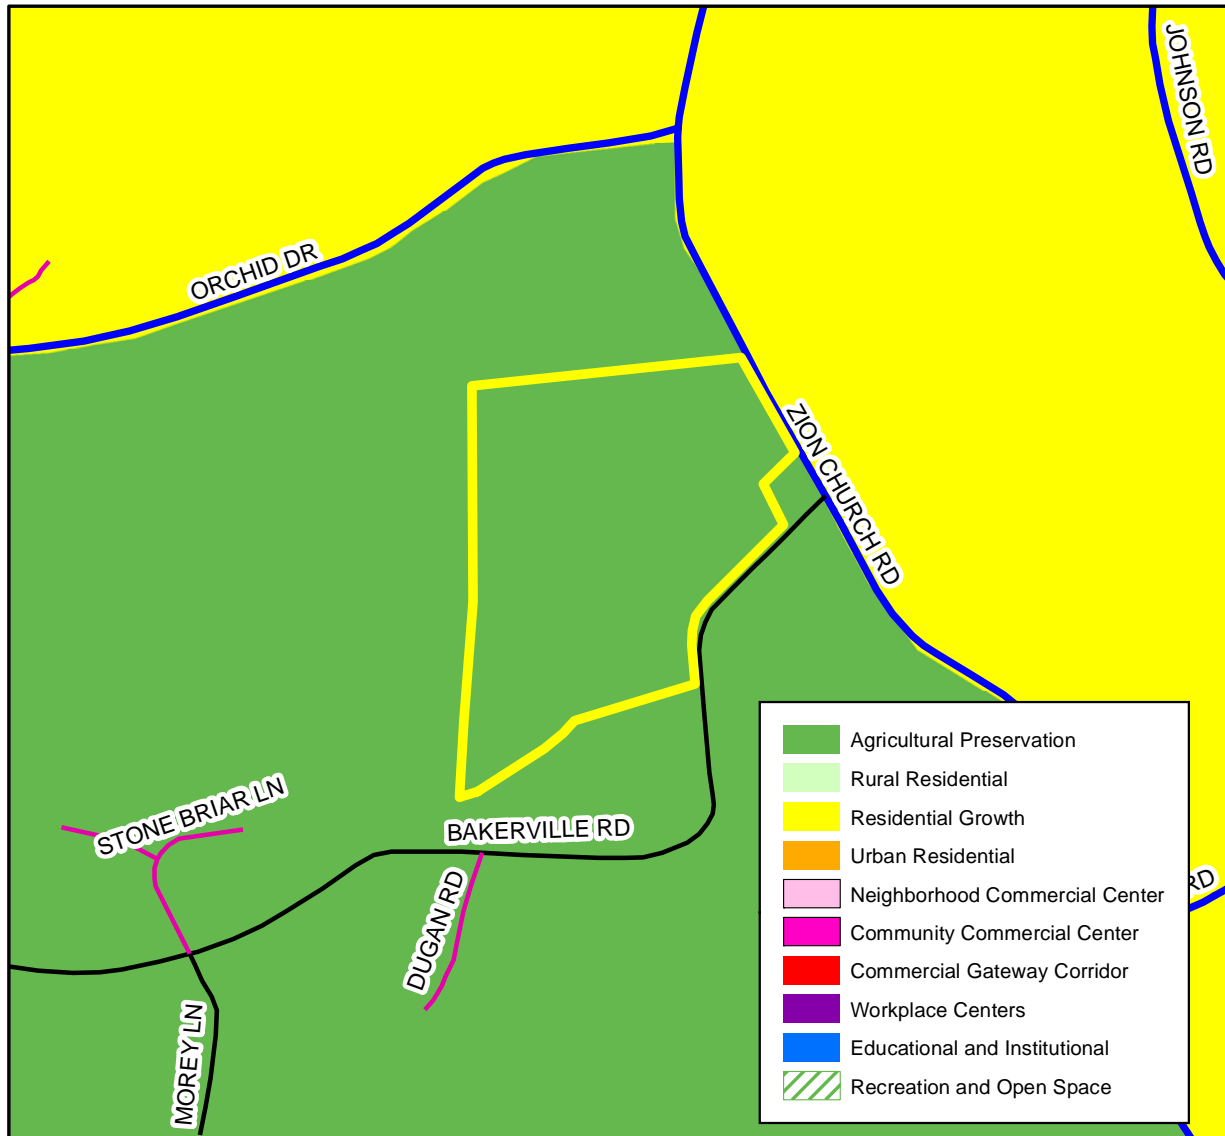 JOHNSON RD
ORCHID DR
ZION CHURCH RD
STONE BRIAR LN
BAKERVILLE RD
DUGAN RD
MOREY LN
RD
Agricultural Preservation
Rural Residential
Residential Growth
Urban Residential
Neighborhood Commercial Center
Community Commercial Center
Commercial Gateway Corridor
Workplace Centers
Educational and Institutional
Recreation and Open Space